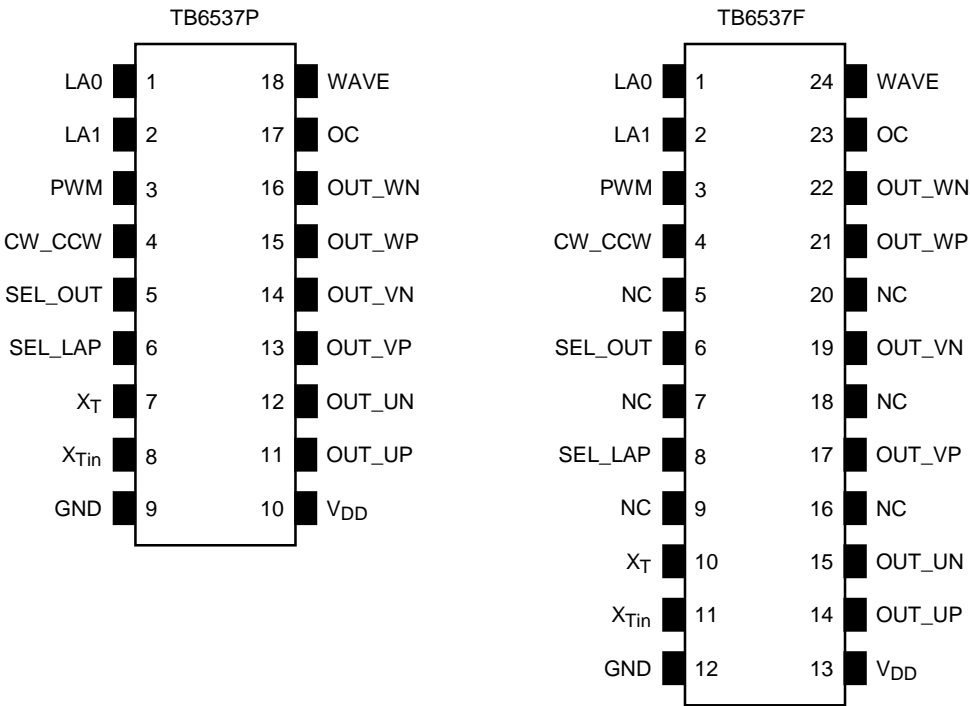 TB6537P
LA0 1 18 WAVE
LA1 2 17 OC
PWM 3 16 OUT_WN
CW_CCW 4 15 OUT_WP
SEL_OUT 5 14 OUT_VN
SEL_LAP 6 13 OUT_VP
XT 7 12 OUT_UN
XTin 8 11 OUT_UP
GND 9 10 VDD
TB6537F
LA0 1 24 WAVE
LA1 2 23 OC
PWM 3 22 OUT_WN
CW_CCW 4 21 OUT_WP
NC 5 20 NC
SEL_OUT 6 19 OUT_VN
NC 7 18 NC
SEL_LAP 8 17 OUT_VP
NC 9 16 NC
XT 10 15 OUT_UN
XTin 11 14 OUT_UP
GND 12 13 VDD